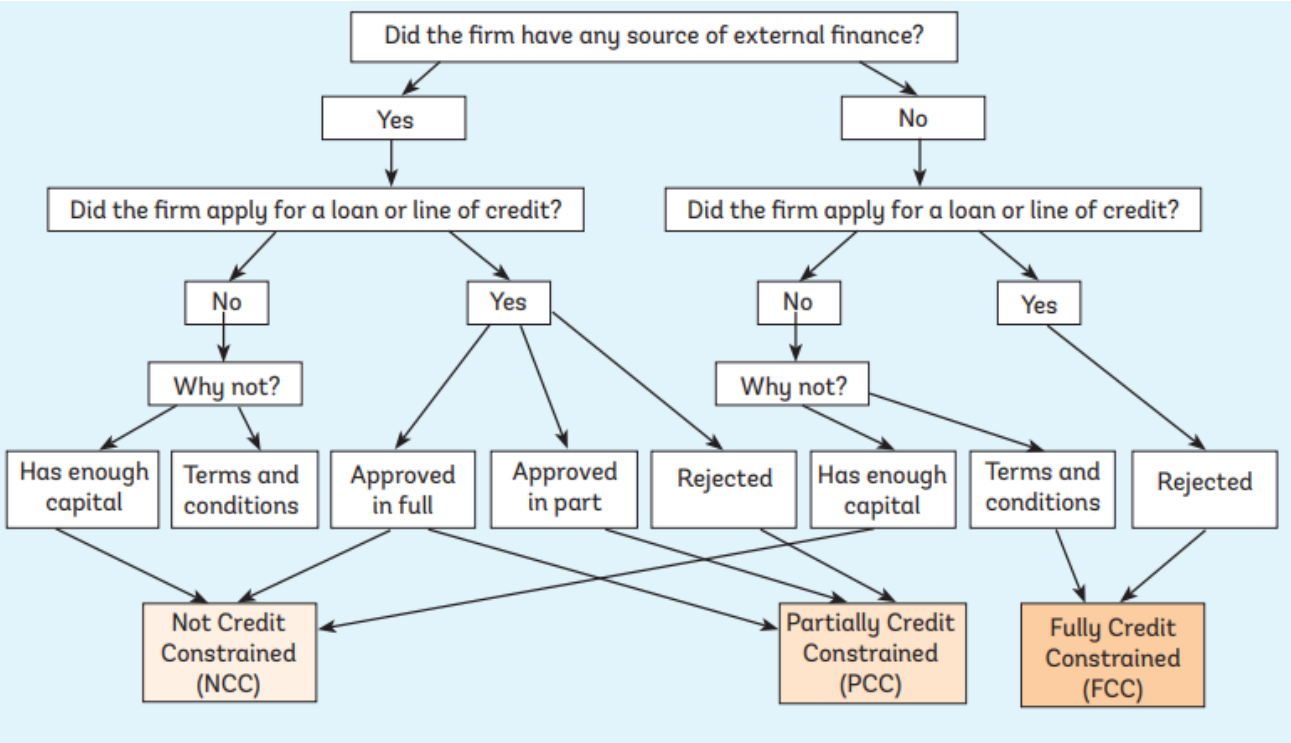 Did the firm have any source of external finance?
Yes
No
Did the firm apply for a loan or line of credit?
Did the firm apply for a loan or line of credit?
No
Yes
No
Yes
Why not?
Why not?
Has enough
capital
Terms and
conditions
Approved
in full
Approved
in part
Rejected
Has enough
capital
Terms and
conditions
Rejected
Not Credit
Constrained
(NCC)
Partially Credit
Constrained
(PCC)
Fully Credit
Constrained
(FCC)